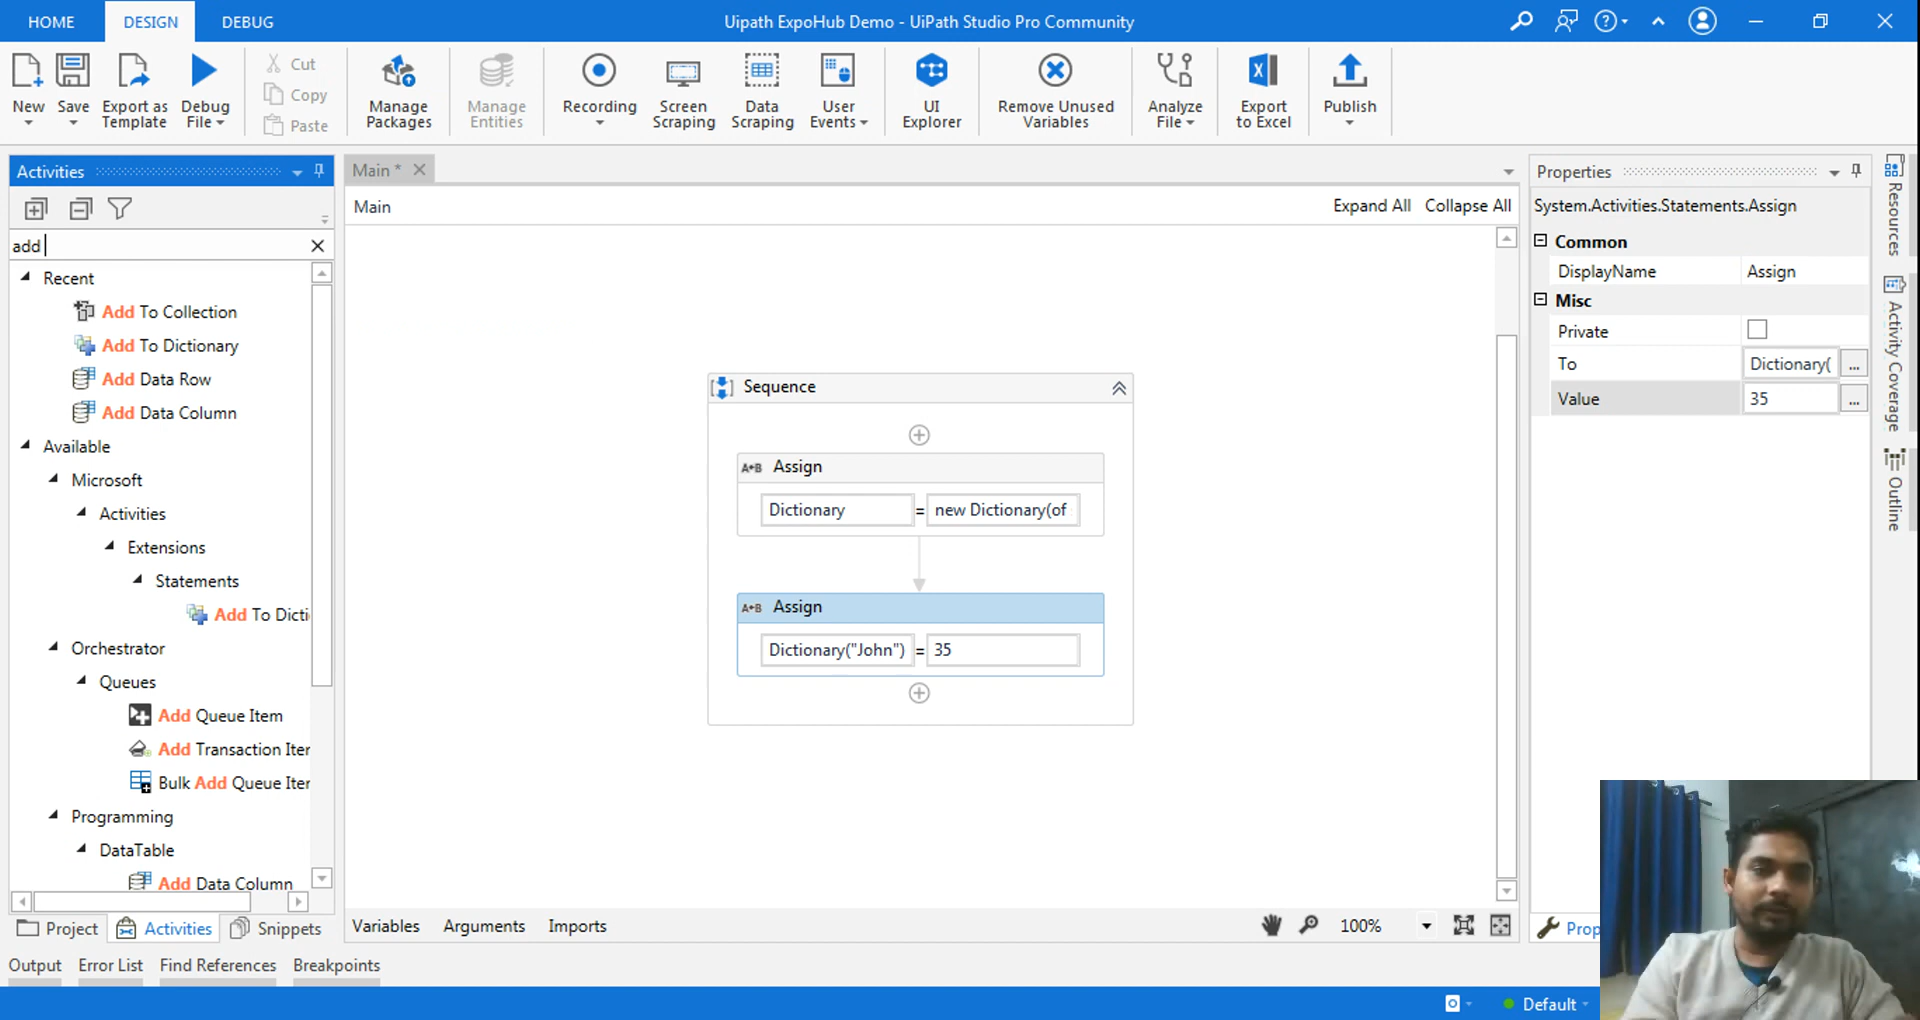 HOME DESIGN DEBUG Uipath ExpoHub Demo - UiPath Studio Pro Community
New Save Export as Template Debug File Cut Copy Paste Manage Packages Manage Entities Recording Screen Scraping Data Scraping User Events UI Explorer Remove Unused Variables Analyze File Export to Excel Publish
Activities Main * Properties
Main Expand All Collapse All System.Activities.Statements.Assign
add
Common
Recent DisplayName Assign
Add To Collection Misc
Add To Dictionary Private
Add Data Row Sequence To Dictionary(
Add Data Column Value 35
Available Assign
Microsoft
Activities Dictionary = new Dictionary(of
Extensions
Statements
Add To Dicti Assign
Orchestrator Dictionary("John") = 35
Queues
Add Queue Item
Add Transaction Iter
Bulk Add Queue Iter
Programming
DataTable
Add Data Column
Project Activities Snippets Variables Arguments Imports 100% Prop
Output Error List Find References Breakpoints
Default
Resources
Activity Coverage
Outline